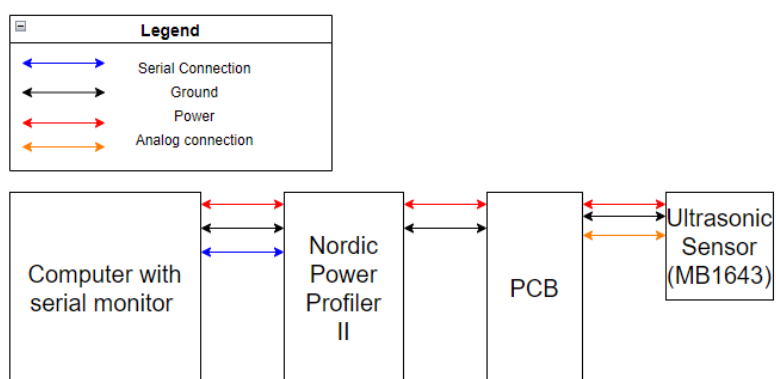 Legend
Serial Connection
Ground
Power
Analog connection
Computer with
serial monitor
Nordic
Power
Profiler
II
PCB
Ultrasonic
Sensor
(MB1643)